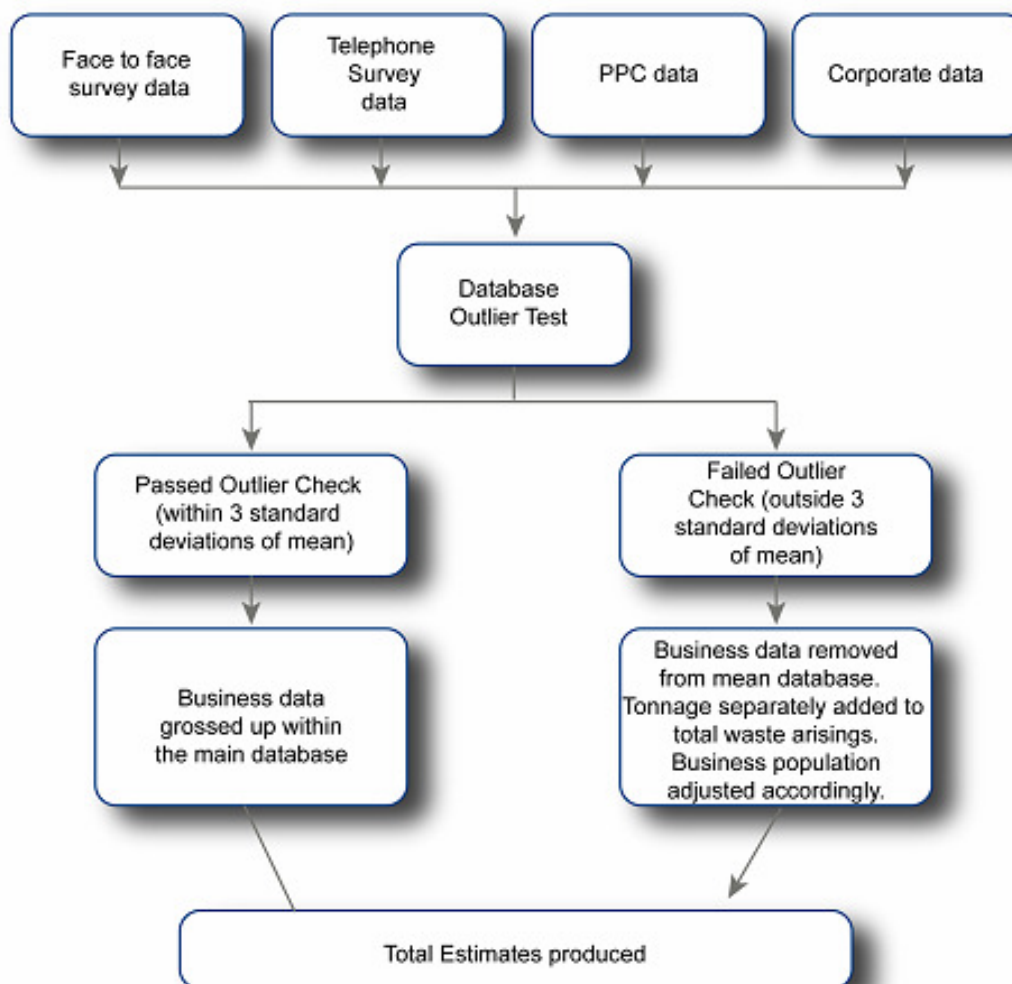 Face to face
survey data
Telephone
Survey
data
PPC data
Corporate data
Database
Outlier Test
Passed Outlier Check
(within 3 standard
deviations of mean)
Failed Outlier
Check (outside 3
standard deviations
of mean)
Business data
grossed up within
the main database
Business data removed
from mean database.
Tonnage separately added to
total waste arisings.
Business population
adjusted accordingly.
Total Estimates produced